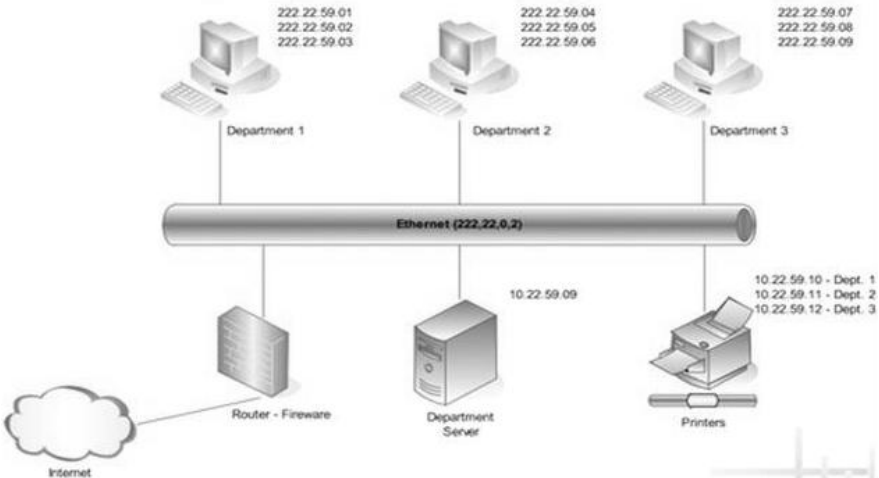 222.22.59.01
222.22.59.02
222.22.59.03
Department 1
222.22.59.04
222.22.59.05
222.22.59.06
Department 2
222.22.59.07
222.22.59.08
222.22.59.09
Department 3
Ethernet (222,22,0,2)
Router - Fireware
10.22.59.09
Department
Server
10.22.59.10 - Dept. 1
10.22.59.11 - Dept. 2
10.22.59.12 - Dept. 3
Printers
Internet